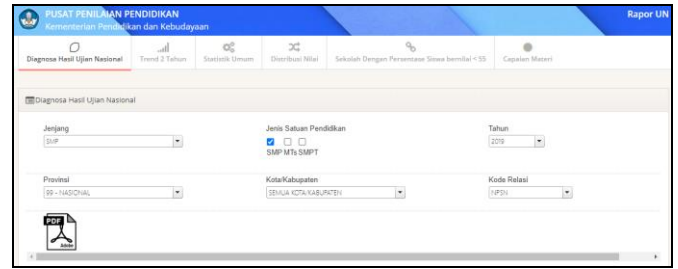 PUSAT PENILAIAN PENDIDIKAN
Kementerian Pendidikan dan Kebudayaan
Rapor UN
Diagnosa Hasil Ujian Nasional
Trend 2 Tahun
Statistik Umum
Distribusi Nilai
Sekolah Dengan Persentase Siswa bernilai < 55
Capaian Materi
Diagnosa Hasil Ujian Nasional
Jenjang
Jenis Satuan Pendidikan
Tahun
SMP
2019
SMP MTs SMPT
Provinsi
Kota/Kabupaten
Kode Relasi
99 - NASIONAL
SEMUA KOTA/KABUPATEN
NPSN
PDF
Adobe